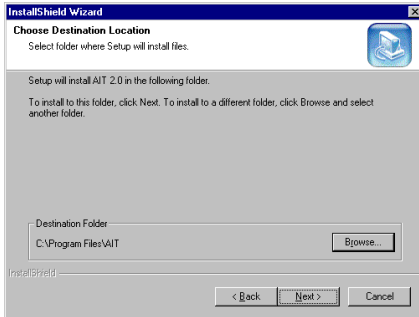 InstallShield Wizard
Choose Destination Location
Select folder where Setup will install files.
Setup will install AIT 2.0 in the following folder.
To install to this folder, click Next. To install to a different folder, click Browse and select
another folder.
Destination Folder
C:\Program Files\AIT
Browse...
InstallShield
< Back
Next >
Cancel